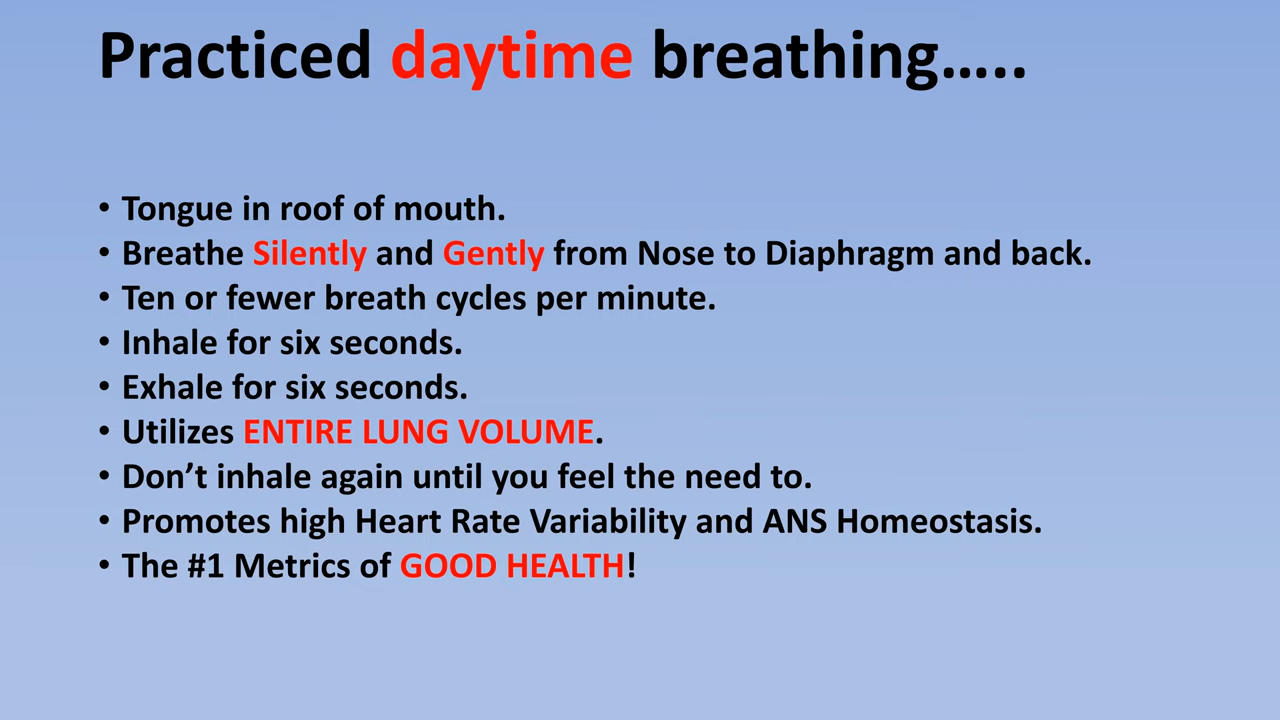 Practiced daytime breathing.....
• Tongue in roof of mouth.
• Breathe Silently and Gently from Nose to Diaphragm and back.
• Ten or fewer breath cycles per minute.
• Inhale for six seconds.
• Exhale for six seconds.
• Utilizes ENTIRE LUNG VOLUME.
• Don’t inhale again until you feel the need to.
• Promotes high Heart Rate Variability and ANS Homeostasis.
• The #1 Metrics of GOOD HEALTH!